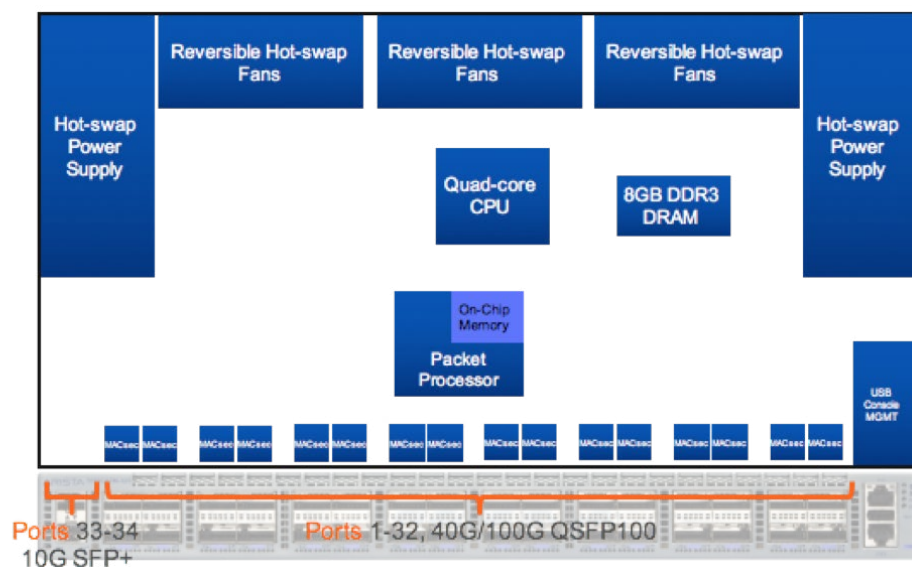 Reversible Hot-swap
Fans
Reversible Hot-swap
Fans
Reversible Hot-swap
Fans
Hot-swap
Power
Supply
Hot-swap
Power
Supply
Quad-core
CPU
8GB DDR3
DRAM
On-Chip
Memory
Packet
Processor
USB
Console
MGMT
MACsec MACsec MACsec MACsec MACsec MACsec MACsec MACsec MACsec MACsec MACsec MACsec MACsec MACsec MACsec MACsec
Ports 33-34
10G SFP+
Ports 1-32, 40G/100G QSFP100